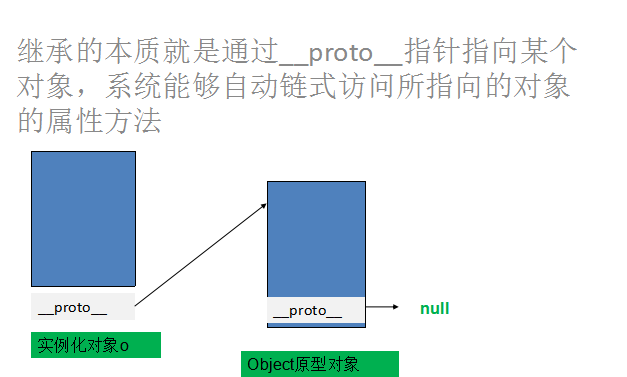 继承的本质就是通过__proto__指针指向某个
对象，系统能够自动链式访问所指向的对象
的属性方法
__proto__
__proto__
null
实例化对象o
Object原型对象